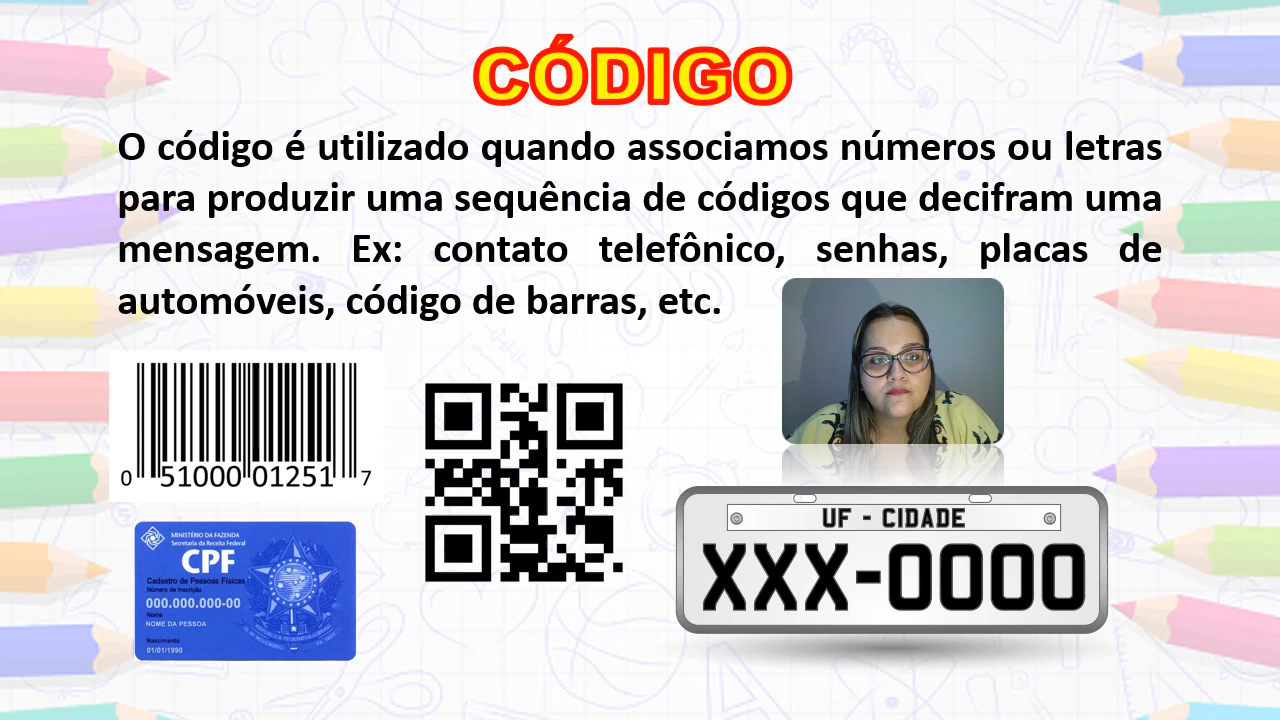 CÓDIGO
O código é utilizado quando associamos números ou letras
para produzir uma sequência de códigos que decifram uma
mensagem. Ex: contato telefônico, senhas, placas de
automóveis, código de barras, etc.
0 51000 01251 7
MINISTÉRIO DA FAZENDA
Secretaria da Receita Federal
CPF
Cadastro de Pessoas Físicas
Número de Inscrição
000.000.000-00
Nome
NOME DA PESSOA
Nascimento
01/01/1990
UF - CIDADE
XXX-0000